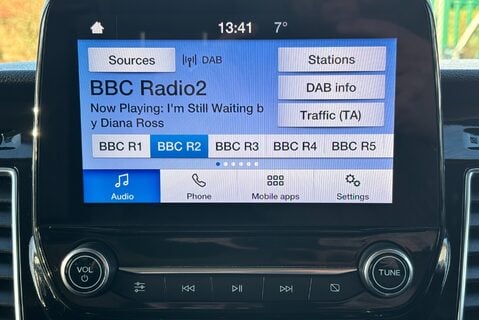 13:41 7°
Sources DAB Stations
BBC Radio2
DAB info
Now Playing: I'm Still Waiting b
y Diana Ross
Traffic (TA)
BBC R1 BBC R2 BBC R3 BBC R4 BBC R5
Audio Phone Mobile apps Settings
VOL
TUNE